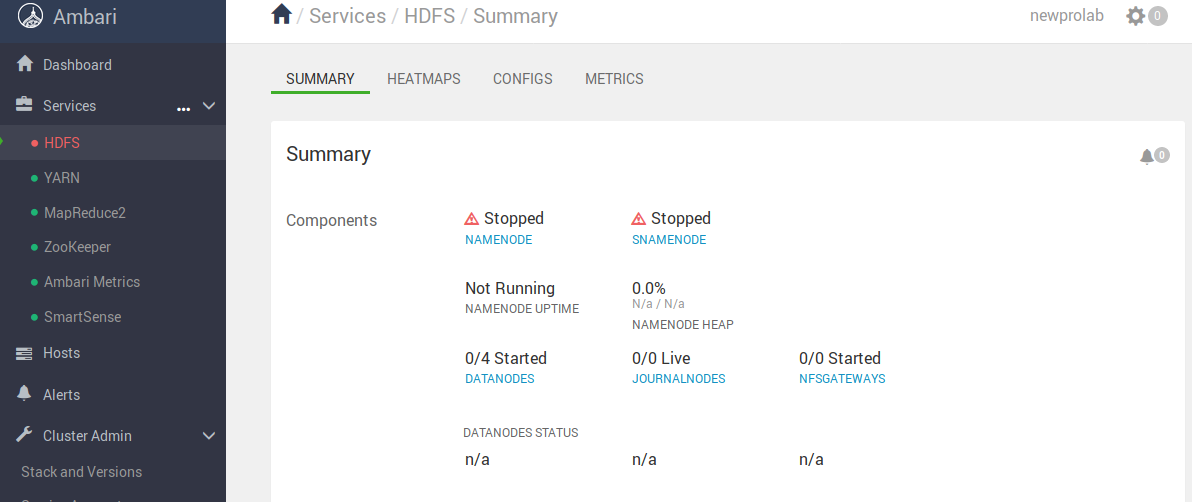 Ambari
/ Services / HDFS / Summary
newprolab
0
Dashboard
Services
...
HDFS
YARN
MapReduce2
ZooKeeper
Ambari Metrics
SmartSense
Hosts
Alerts
Cluster Admin
Stack and Versions
SUMMARY
HEATMAPS
CONFIGS
METRICS
Summary
0
Components
Stopped
NAMENODE
Stopped
SNAMENODE
Not Running
NAMENODE UPTIME
0.0%
N/a / N/a
NAMENODE HEAP
0/4 Started
DATANODES
0/0 Live
JOURNALNODES
0/0 Started
NFSGATEWAYS
DATANODES STATUS
n/a
n/a
n/a